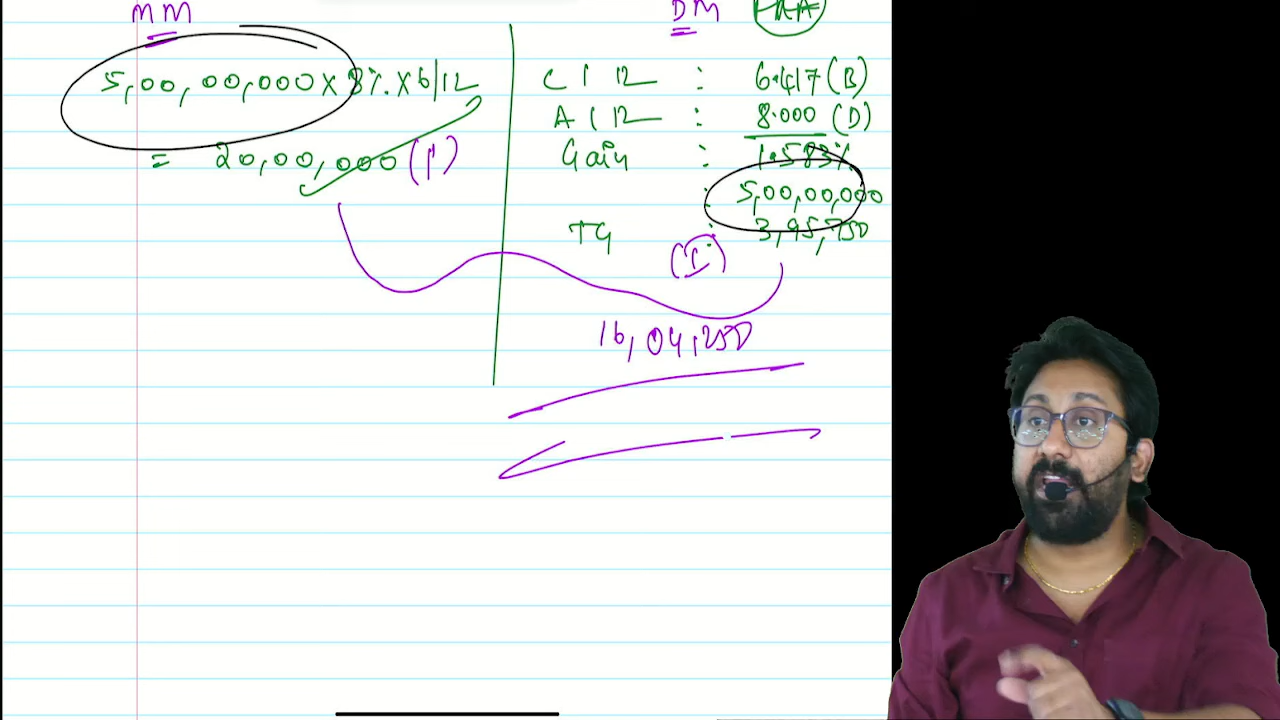 MM
5,00,00,000 x 8%. x 6/12
= 20,00,000 (P)
DM FRA
C 1 12 : 6.417 (B)
A 1 12 : 8.000 (D)
Gain : 1.583%
: 5,00,00,000
TG : 3,95,750
16,04,250